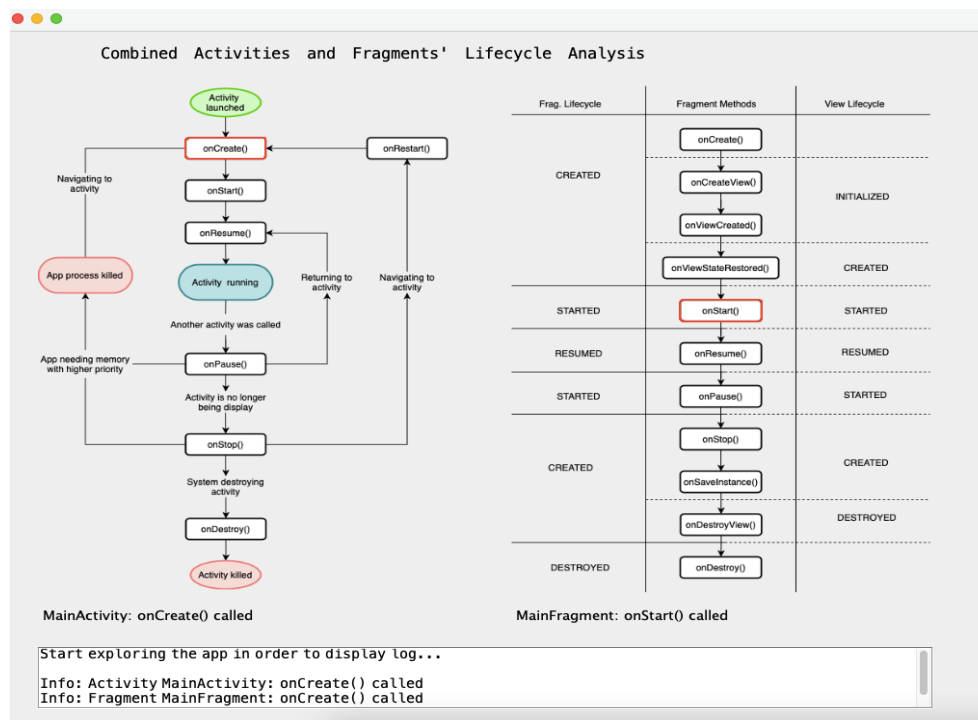 Combined Activities and Fragments' Lifecycle Analysis
Activity
launched
onCreate()
onRestart()
Navigating to
activity
onStart()
onResume()
App process killed
Activity running
Returning to
activity
Navigating to
activity
Another activity was called
App needing memory
with higher priority
onPause()
Activity is no longer
being display
onStop()
System destroying
activity
onDestroy()
Activity killed
MainActivity: onCreate() called
Frag. Lifecycle
Fragment Methods
View Lifecycle
onCreate()
CREATED
onCreateView()
INITIALIZED
onViewCreated()
onViewStateRestored()
CREATED
STARTED
onStart()
STARTED
RESUMED
onResume()
RESUMED
STARTED
onPause()
STARTED
onStop()
CREATED
CREATED
onSaveInstance()
onDestroyView()
DESTROYED
DESTROYED
onDestroy()
MainFragment: onStart() called
Start exploring the app in order to display log...
Info: Activity MainActivity: onCreate() called
Info: Fragment MainFragment: onCreate() called